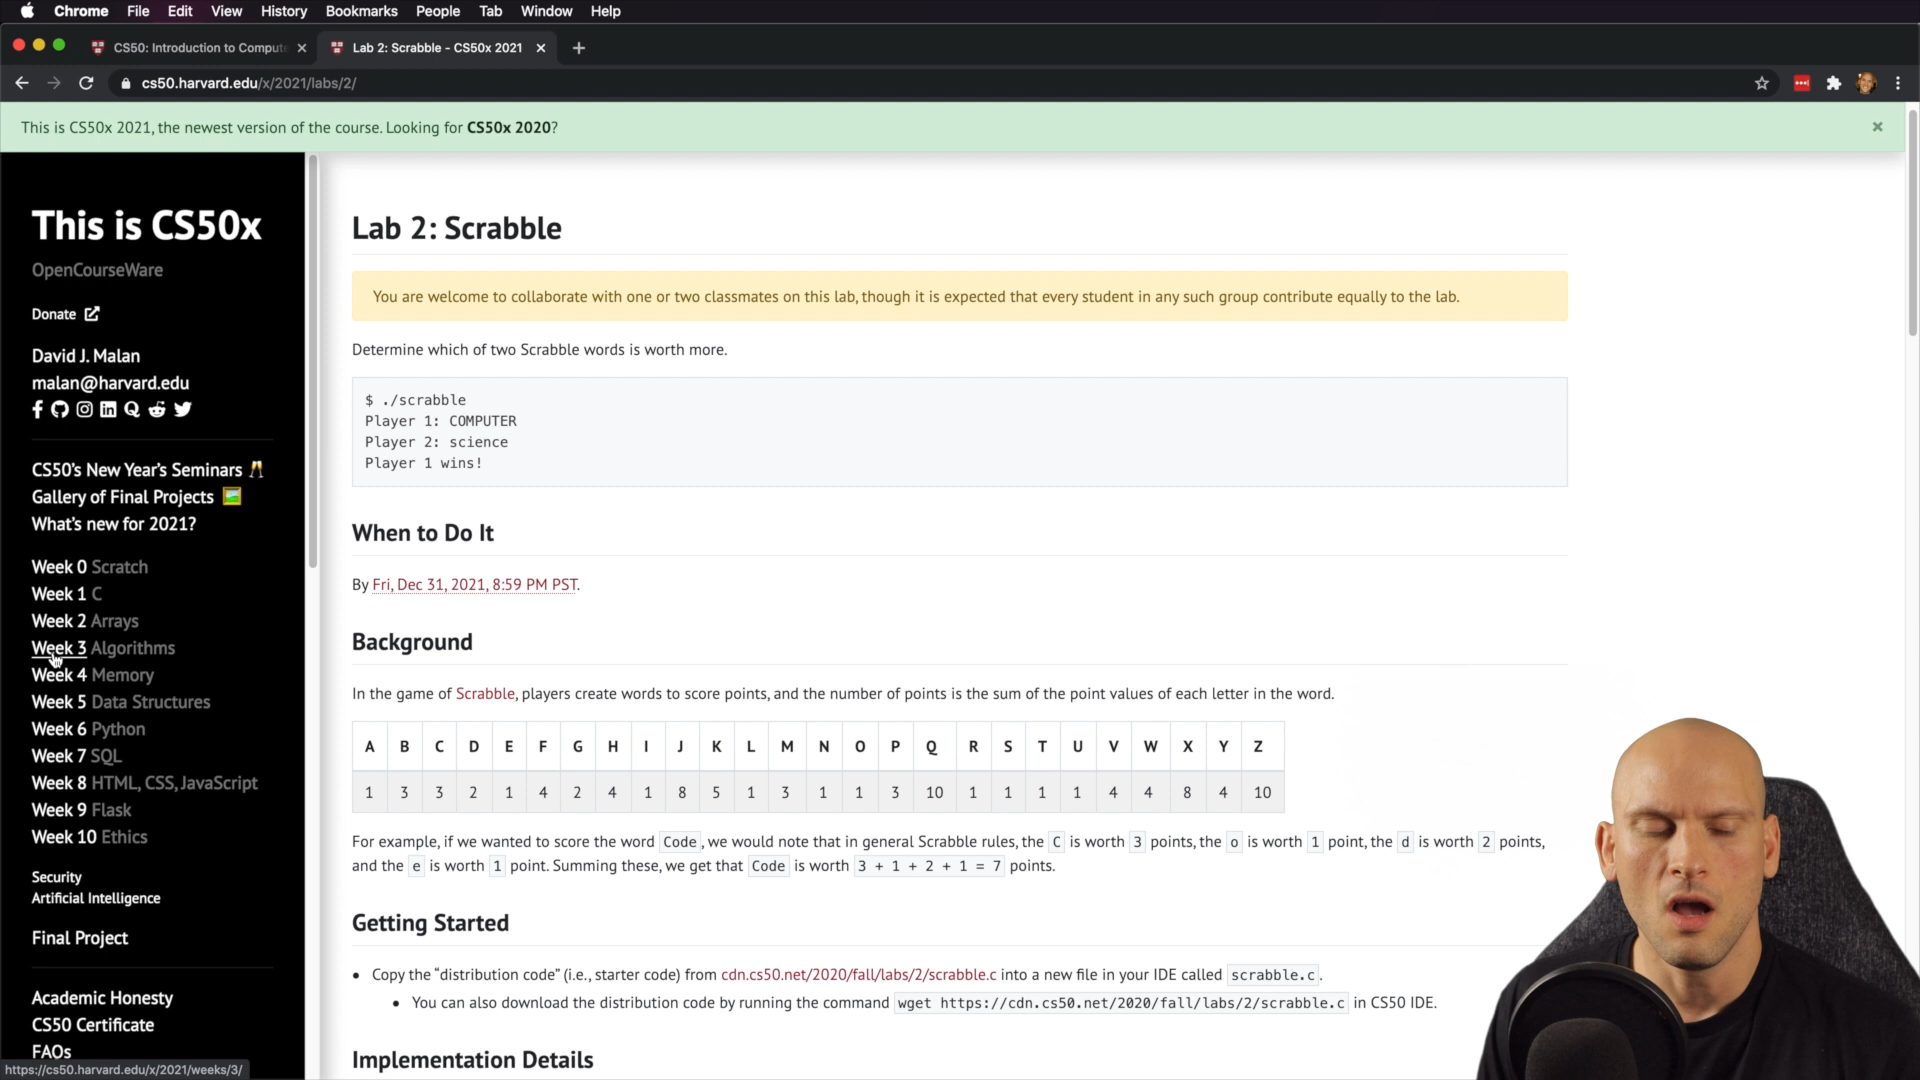 Chrome File Edit View History Bookmarks People Tab Window Help
CS50: Introduction to Compute
Lab 2: Scrabble - CS50x 2021
cs50.harvard.edu/x/2021/labs/2/
This is CS50x 2021, the newest version of the course. Looking for CS50x 2020?
This is CS50x
OpenCourseWare
Donate
David J. Malan
malan@harvard.edu
CS50's New Year's Seminars 🥂
Gallery of Final Projects 🖼️
What's new for 2021?
Week 0 Scratch
Week 1 C
Week 2 Arrays
Week 3 Algorithms
Week 4 Memory
Week 5 Data Structures
Week 6 Python
Week 7 SQL
Week 8 HTML, CSS, JavaScript
Week 9 Flask
Week 10 Ethics
Security
Artificial Intelligence
Final Project
Academic Honesty
CS50 Certificate
FAQs
https://cs50.harvard.edu/x/2021/weeks/3/
Lab 2: Scrabble
You are welcome to collaborate with one or two classmates on this lab, though it is expected that every student in any such group contribute equally to the lab.
Determine which of two Scrabble words is worth more.
$ ./scrabble
Player 1: COMPUTER
Player 2: science
Player 1 wins!
When to Do It
By Fri, Dec 31, 2021, 8:59 PM PST.
Background
In the game of Scrabble, players create words to score points, and the number of points is the sum of the point values of each letter in the word.
A B C D E F G H I J K L M N O P Q R S T U V W X Y Z
1 3 3 2 1 4 2 4 1 8 5 1 3 1 1 3 10 1 1 1 1 4 4 8 4 10
For example, if we wanted to score the word Code, we would note that in general Scrabble rules, the C is worth 3 points, the o is worth 1 point, the d is worth 2 points,
and the e is worth 1 point. Summing these, we get that Code is worth 3 + 1 + 2 + 1 = 7 points.
Getting Started
• Copy the “distribution code” (i.e., starter code) from cdn.cs50.net/2020/fall/labs/2/scrabble.c into a new file in your IDE called scrabble.c.
• You can also download the distribution code by running the command wget https://cdn.cs50.net/2020/fall/labs/2/scrabble.c in CS50 IDE.
Implementation Details